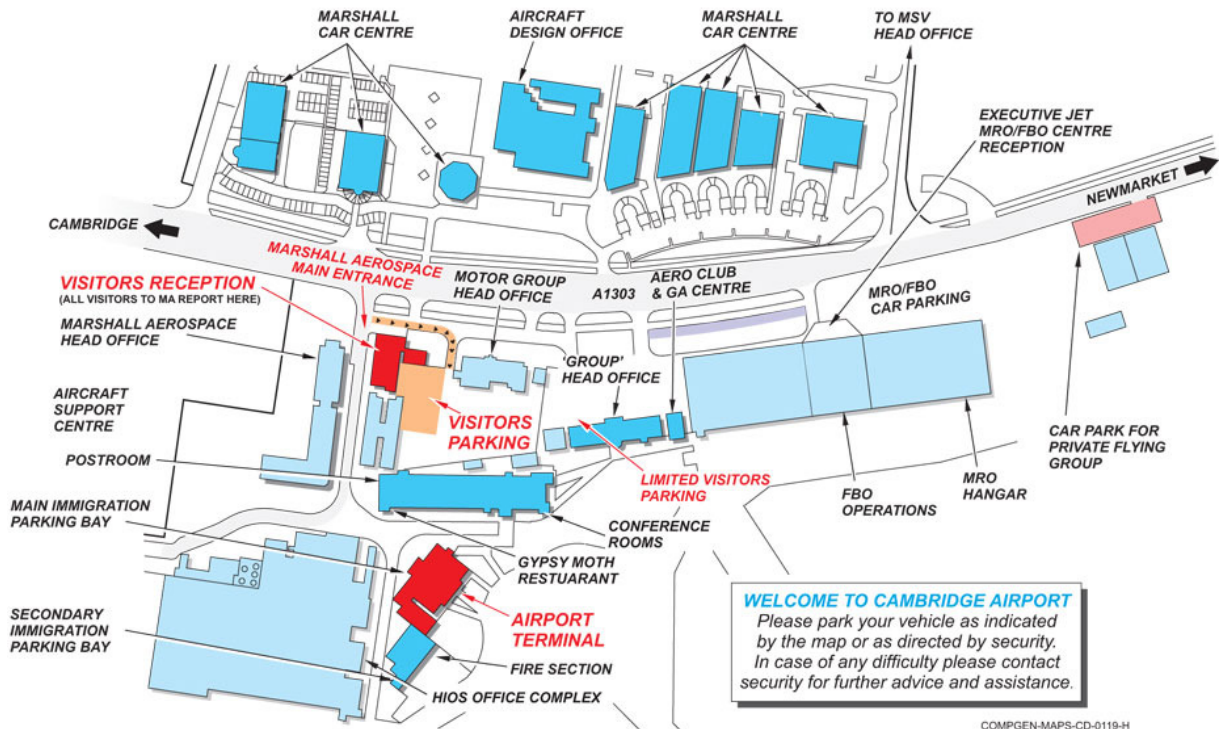 MARSHALL
CAR CENTRE
AIRCRAFT
DESIGN OFFICE
MARSHALL
CAR CENTRE
TO MSV
HEAD OFFICE
EXECUTIVE JET
MRO/FBO CENTRE
RECEPTION
NEWMARKET
CAMBRIDGE
MARSHALL AEROSPACE
MAIN ENTRANCE
VISITORS RECEPTION
(ALL VISITORS TO MA REPORT HERE)
MARSHALL AEROSPACE
HEAD OFFICE
MOTOR GROUP
HEAD OFFICE
A1303
AERO CLUB
& GA CENTRE
MRO/FBO
CAR PARKING
'GROUP'
HEAD OFFICE
AIRCRAFT
SUPPORT
CENTRE
VISITORS
PARKING
CAR PARK FOR
PRIVATE FLYING
GROUP
POSTROOM
LIMITED VISITORS
PARKING
MRO
HANGAR
FBO
OPERATIONS
MAIN IMMIGRATION
PARKING BAY
CONFERENCE
ROOMS
GYPSY MOTH
RESTUARANT
SECONDARY
IMMIGRATION
PARKING BAY
AIRPORT
TERMINAL
FIRE SECTION
HIOS OFFICE COMPLEX
WELCOME TO CAMBRIDGE AIRPORT
Please park your vehicle as indicated
by the map or as directed by security.
In case of any difficulty please contact
security for further advice and assistance.
COMPGEN-MAPS-CD-0119-H